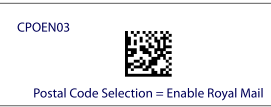 CPOEN03
Postal Code Selection = Enable Royal Mail